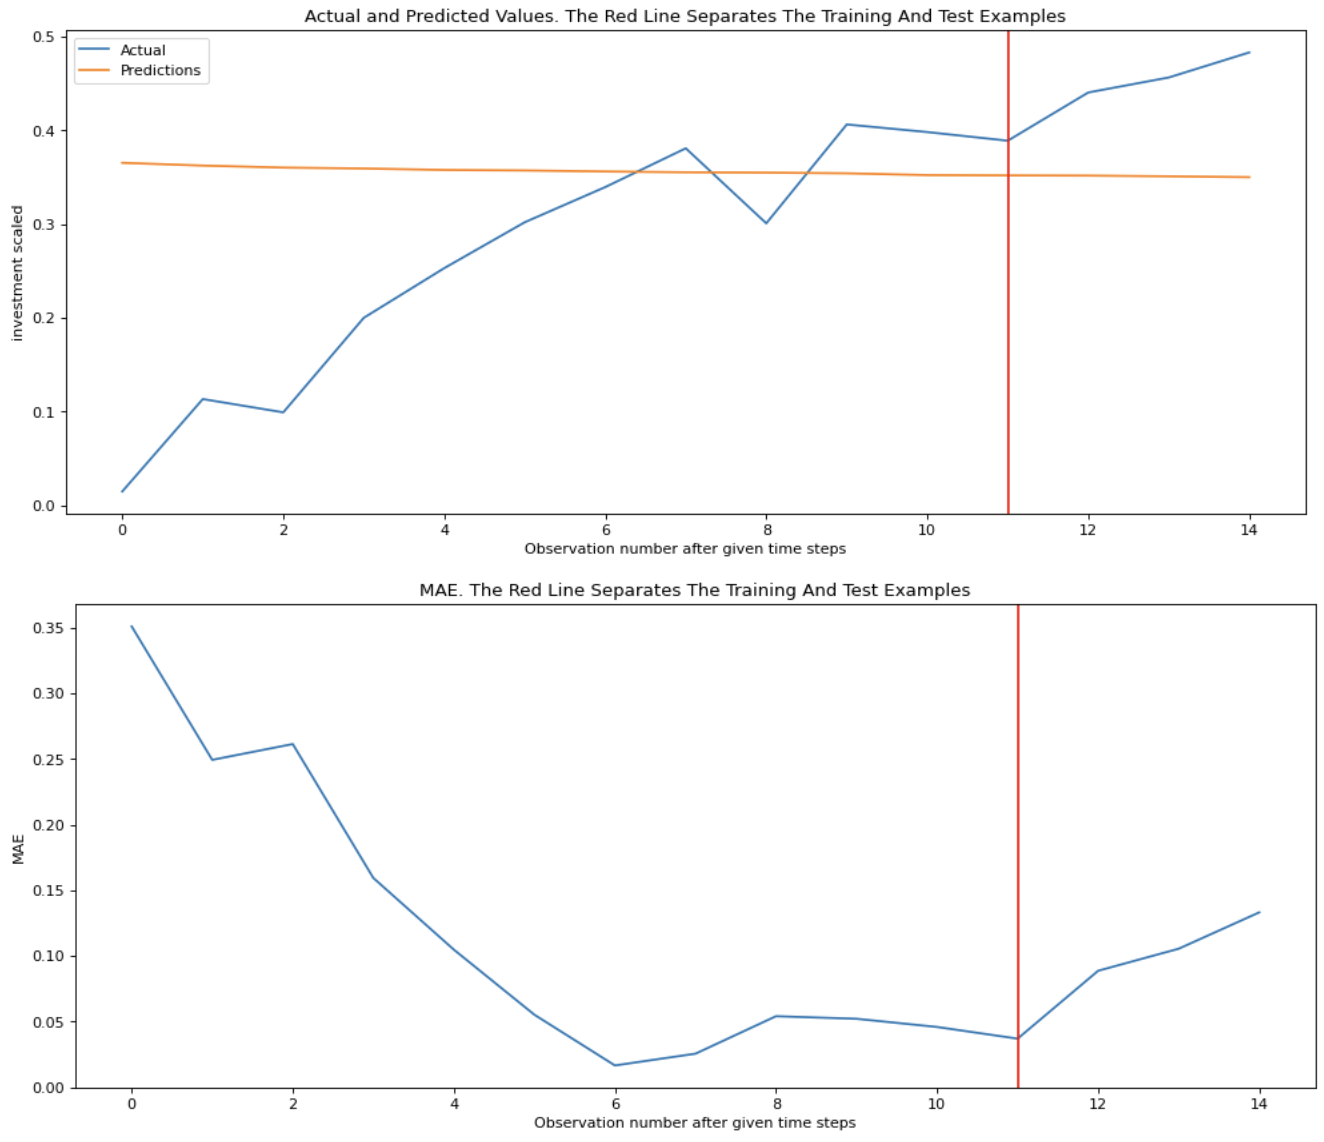 Actual and Predicted Values. The Red Line Separates The Training And Test Examples
0.5
Actual
Predictions
0.4
0.3
0.2
0.1
0.0
investment scaled
0 2 4 6 8 10 12 14
Observation number after given time steps
MAE. The Red Line Separates The Training And Test Examples
0.35
0.30
0.25
0.20
0.15
0.10
0.05
0.00
MAE
0 2 4 6 8 10 12 14
Observation number after given time steps